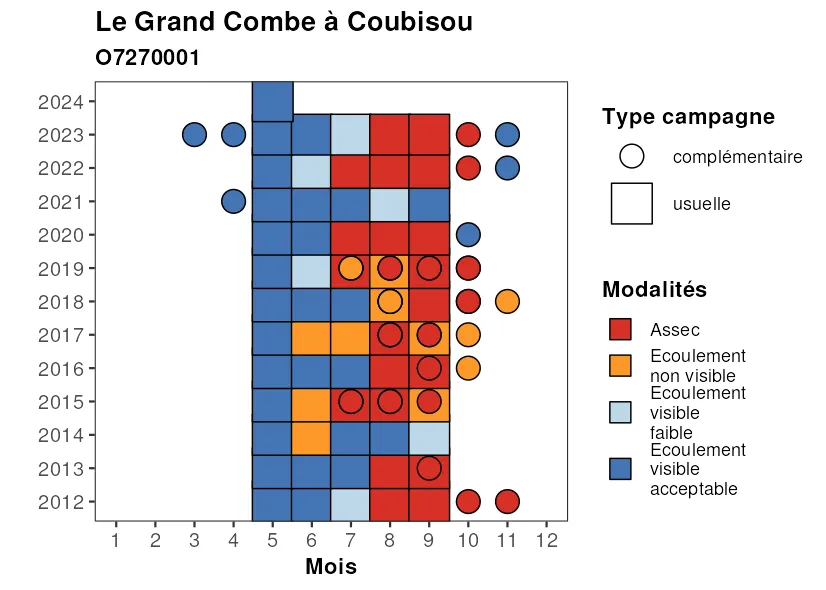 Le Grand Combe à Coubisou
O7270001
2024
2023
2022
2021
2020
2019
2018
2017
2016
2015
2014
2013
2012
1 2 3 4 5 6 7 8 9 10 11 12
Mois
Type campagne
complémentaire
usuelle
Modalités
Assec
Ecoulement
non visible
Ecoulement
visible
faible
Ecoulement
visible
acceptable